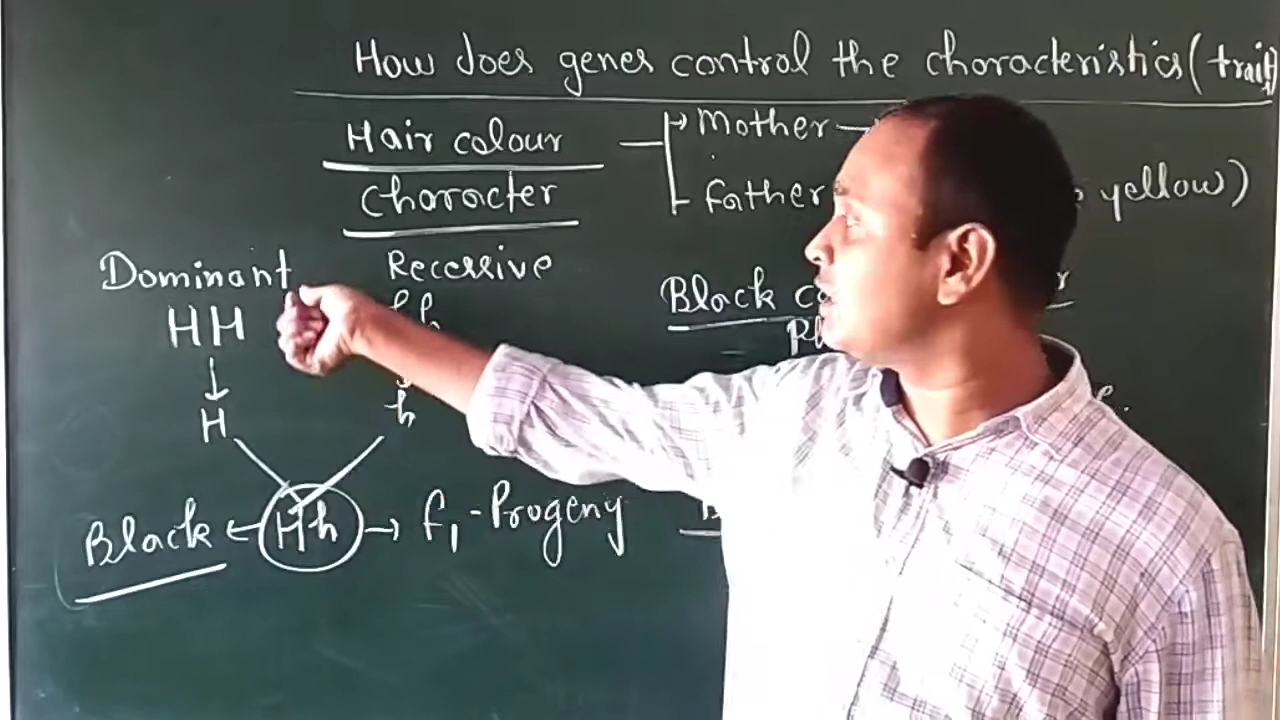 How does genes control the choracteristics (trait)
Hair colour Mother
Character Father yellow)
Dominant Recessive
HH hh Black
H h
Black ← Hh → F1-Progeny